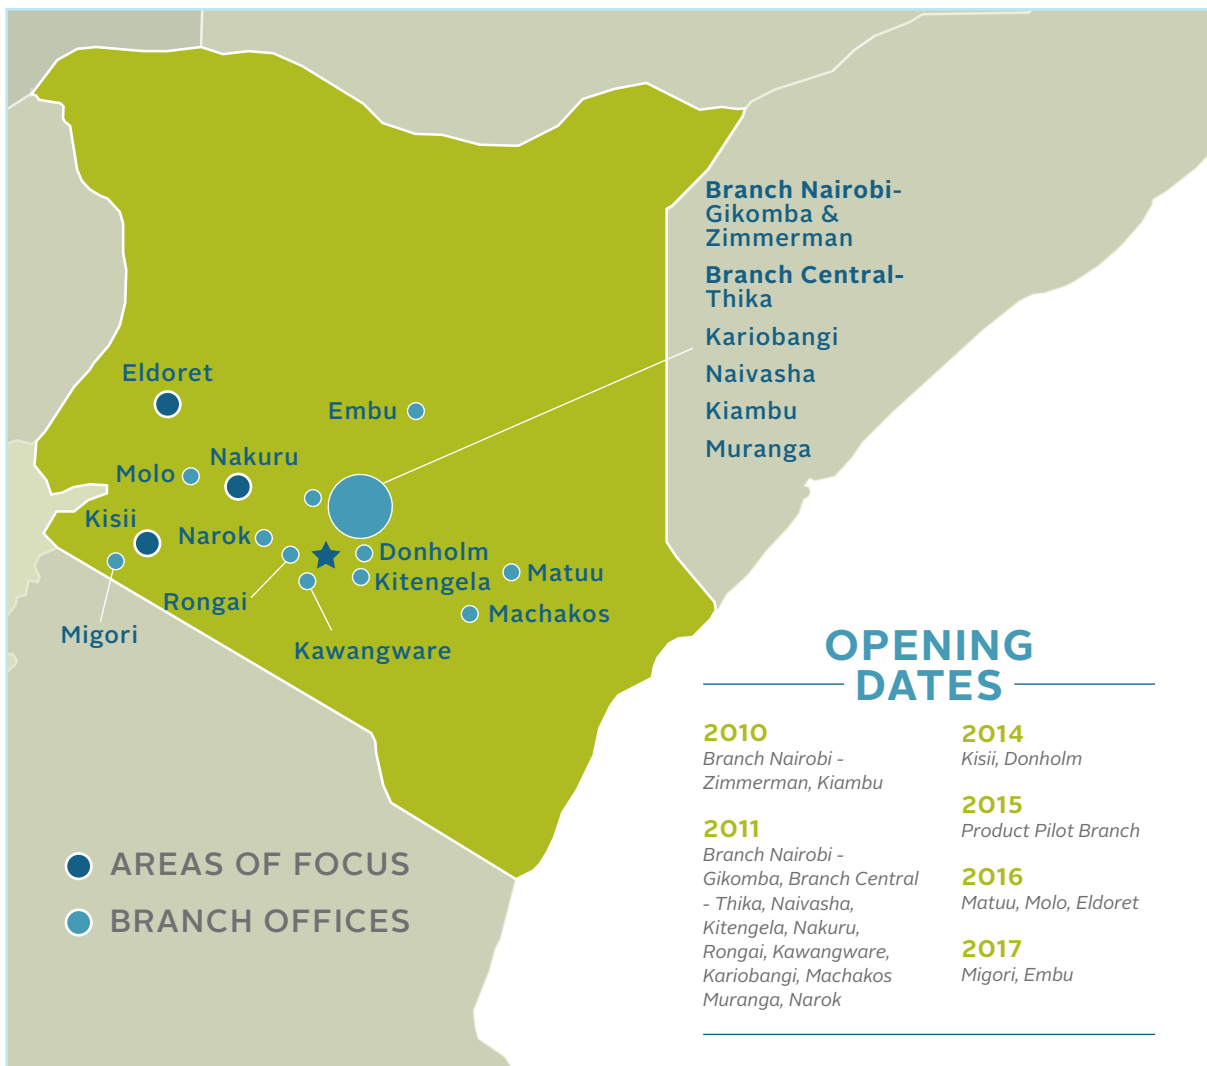 Branch Nairobi-
Gikomba &
Zimmerman
Branch Central-
Thika
Kariobangi
Naivasha
Kiambu
Muranga
Eldoret
Embu
Molo
Nakuru
Kisii
Narok
Donholm
Kitengela
Matuu
Rongai
Machakos
Migori
Kawangware
OPENING
DATES
2010
Branch Nairobi -
Zimmerman, Kiambu
2011
Branch Nairobi -
Gikomba, Branch Central
- Thika, Naivasha,
Kitengela, Nakuru,
Rongai, Kawangware,
Kariobangi, Machakos
Muranga, Narok
2014
Kisii, Donholm
2015
Product Pilot Branch
2016
Matuu, Molo, Eldoret
2017
Migori, Embu
AREAS OF FOCUS
BRANCH OFFICES